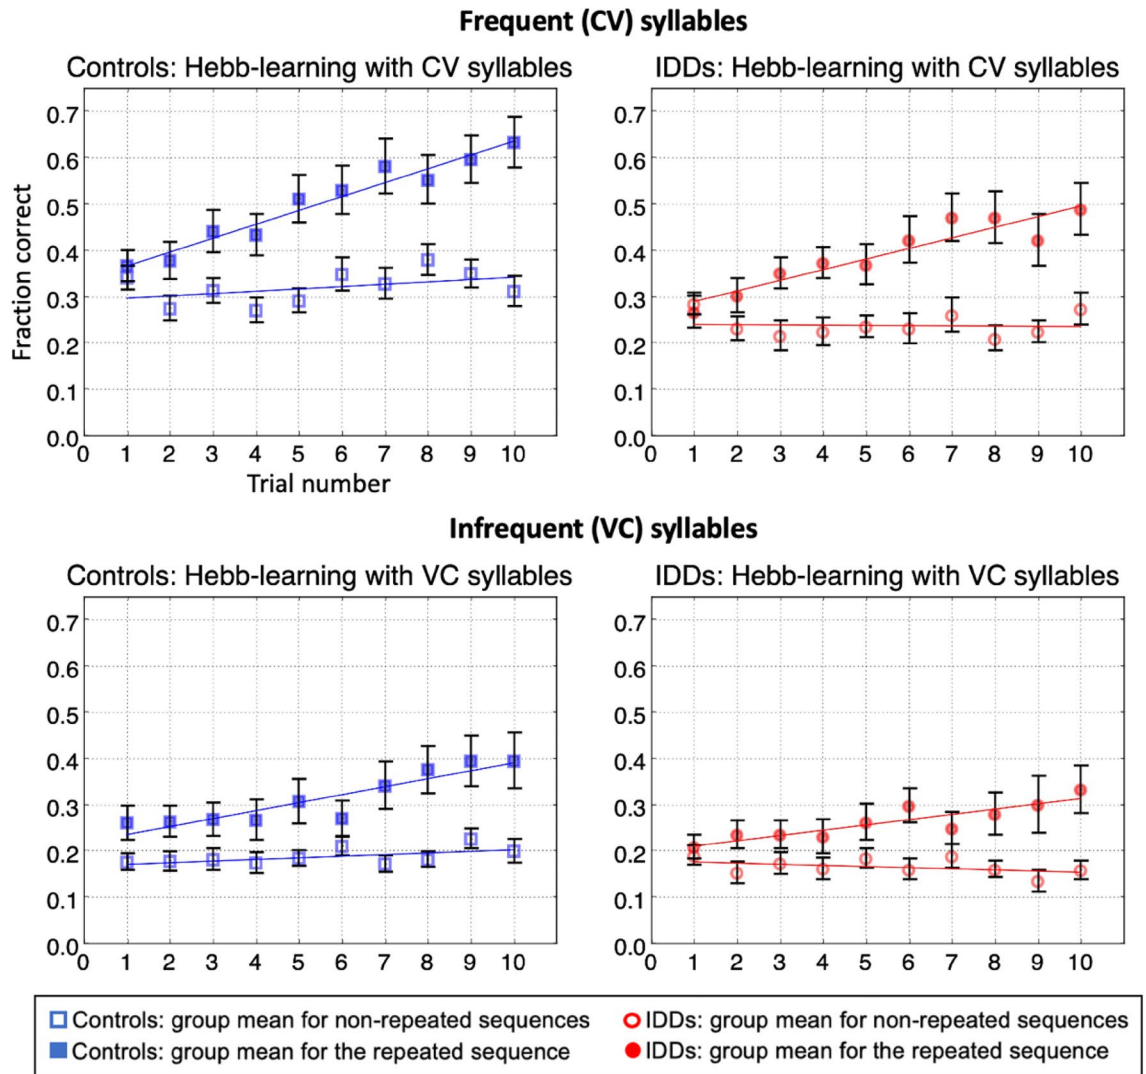 Frequent (CV) syllables
Controls: Hebb-learning with CV syllables
IDDs: Hebb-learning with CV syllables
Fraction correct
0.7
0.6
0.5
0.4
0.3
0.2
0.1
0.0
0 1 2 3 4 5 6 7 8 9 10
Trial number
0.7
0.6
0.5
0.4
0.3
0.2
0.1
0.0
0 1 2 3 4 5 6 7 8 9 10
Infrequent (VC) syllables
Controls: Hebb-learning with VC syllables
IDDs: Hebb-learning with VC syllables
0.7
0.6
0.5
0.4
0.3
0.2
0.1
0.0
0 1 2 3 4 5 6 7 8 9 10
0.7
0.6
0.5
0.4
0.3
0.2
0.1
0.0
0 1 2 3 4 5 6 7 8 9 10
Controls: group mean for non-repeated sequences
Controls: group mean for the repeated sequence
IDDs: group mean for non-repeated sequences
IDDs: group mean for the repeated sequence